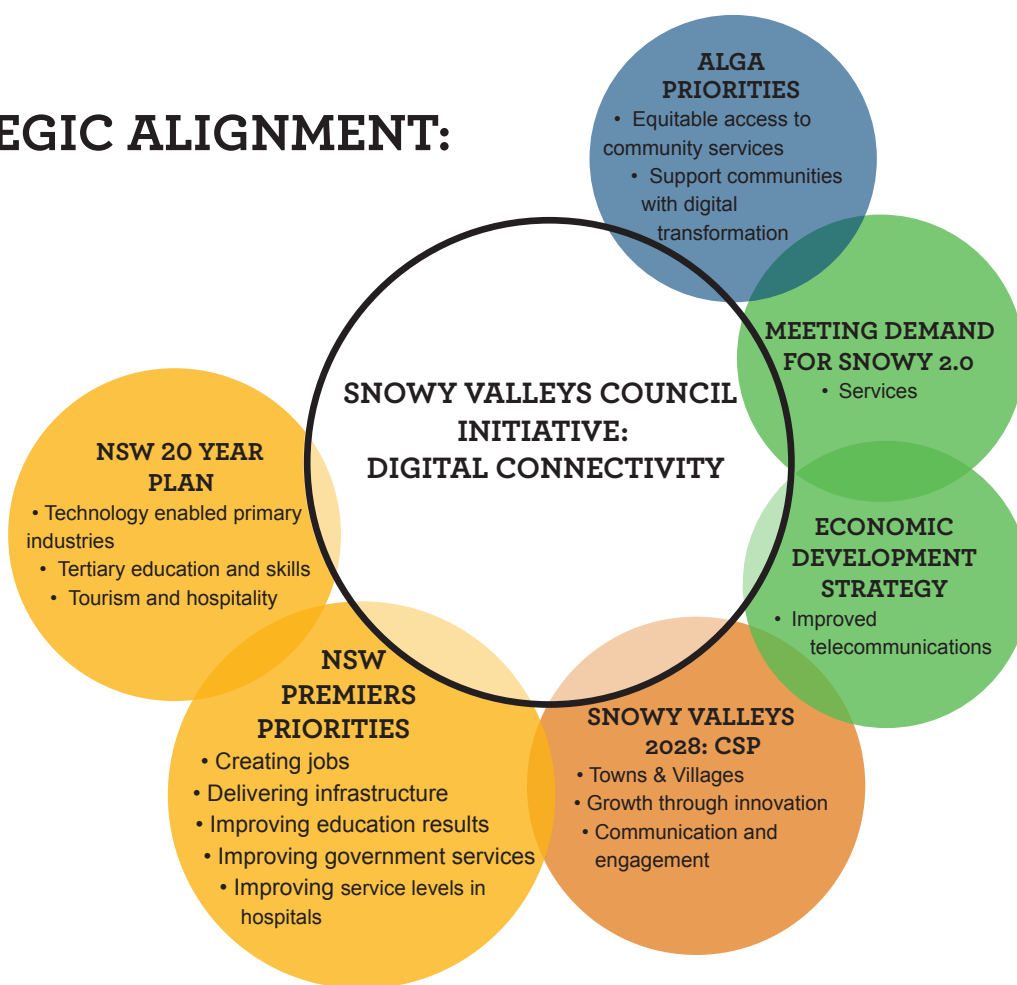 EGIC ALIGNMENT:
ALGA
PRIORITIES
• Equitable access to
community services
• Support communities
with digital
transformation
MEETING DEMAND
FOR SNOWY 2.0
• Services
SNOWY VALLEYS COUNCIL
INITIATIVE:
DIGITAL CONNECTIVITY
NSW 20 YEAR
PLAN
• Technology enabled primary
industries
• Tertiary education and skills
• Tourism and hospitality
ECONOMIC
DEVELOPMENT
STRATEGY
• Improved
telecommunications
NSW
PREMIERS
PRIORITIES
• Creating jobs
• Delivering infrastructure
• Improving education results
• Improving government services
• Improving service levels in
hospitals
SNOWY VALLEYS
2028: CSP
• Towns & Villages
• Growth through innovation
• Communication and
engagement